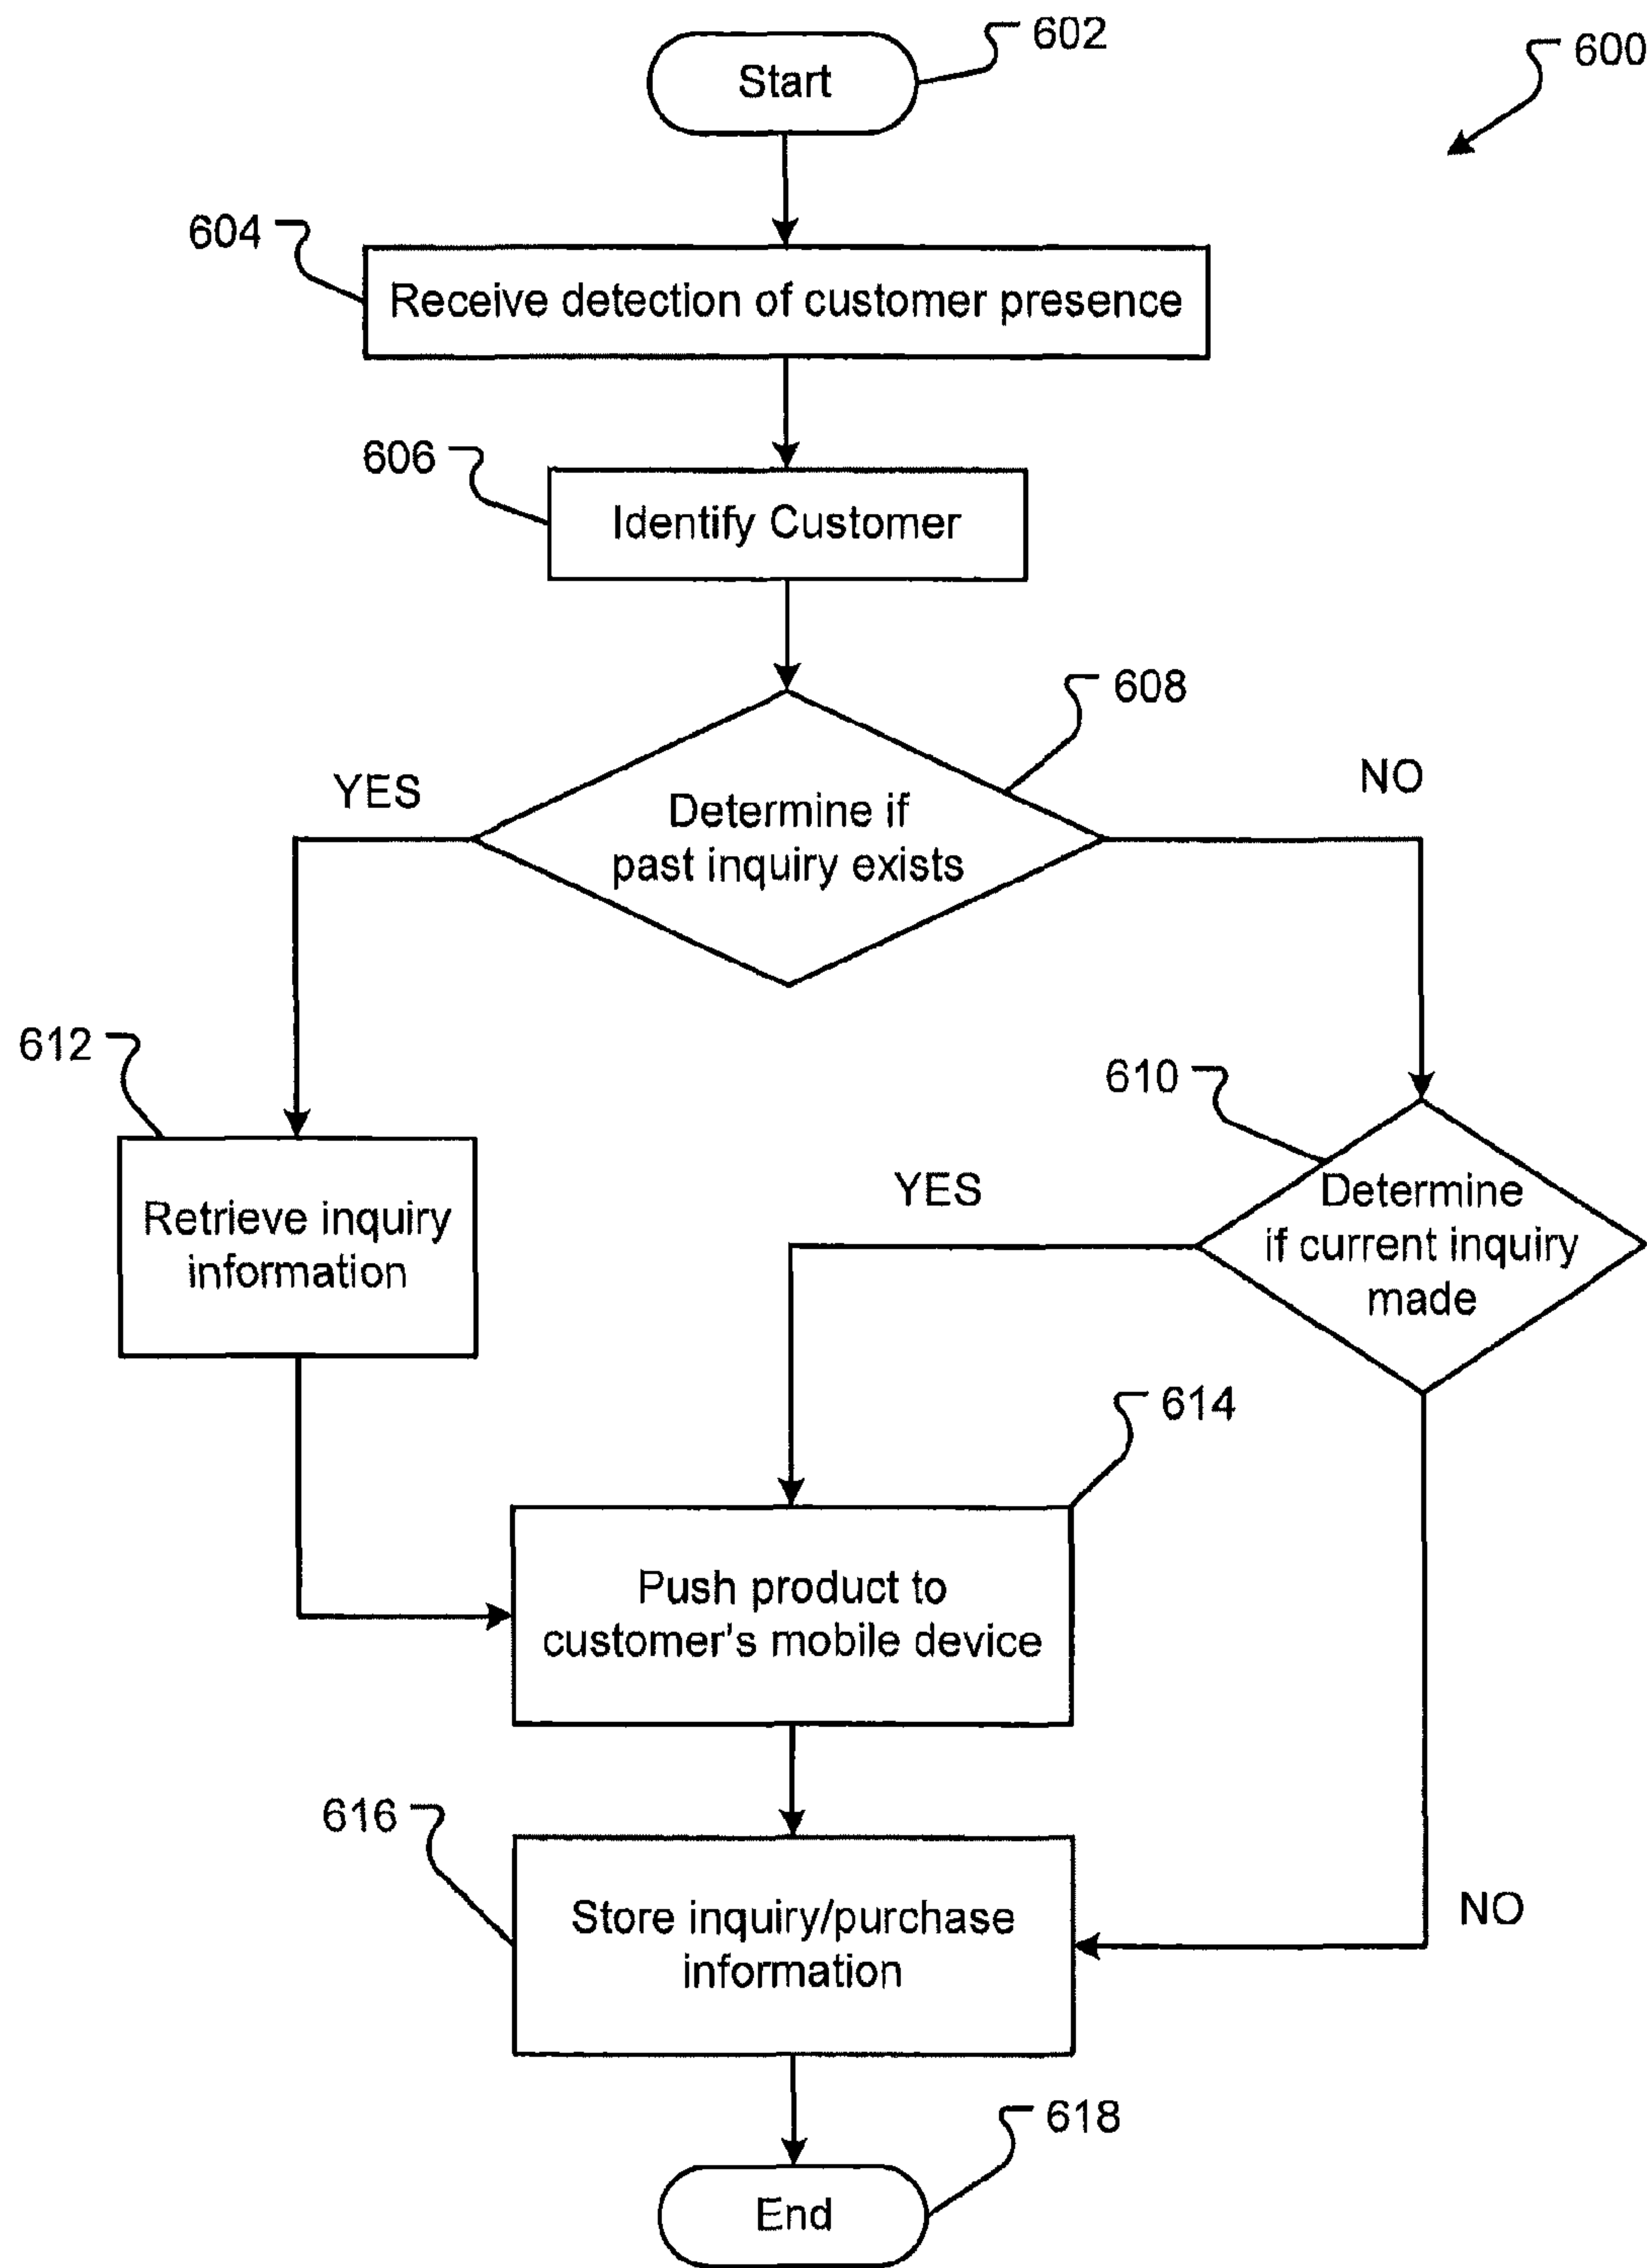 602
600
Start
604
Receive detection of customer presence
606
Identify Customer
608
YES
NO
Determine if
past inquiry exists
612
610
Retrieve inquiry
information
YES
Determine
if current inquiry
made
614
Push product to
customer's mobile device
616
Store inquiry/purchase
information
NO
618
End